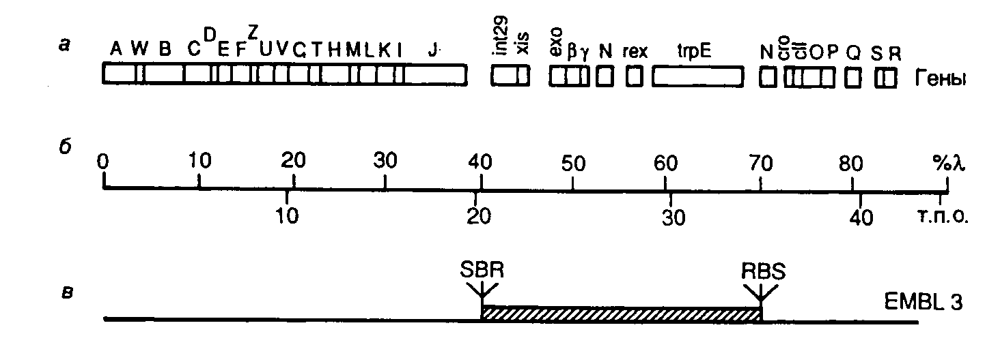 а
A W B C D E F Z U V G T H M L K I J int29 xis exo β γ N rex trpE N cro cII O P Q S R
Гены
б
0 10 20 30 40 50 60 70 80 %λ
10 20 30 40 т.п.о.
в
SBR RBS
EMBL 3